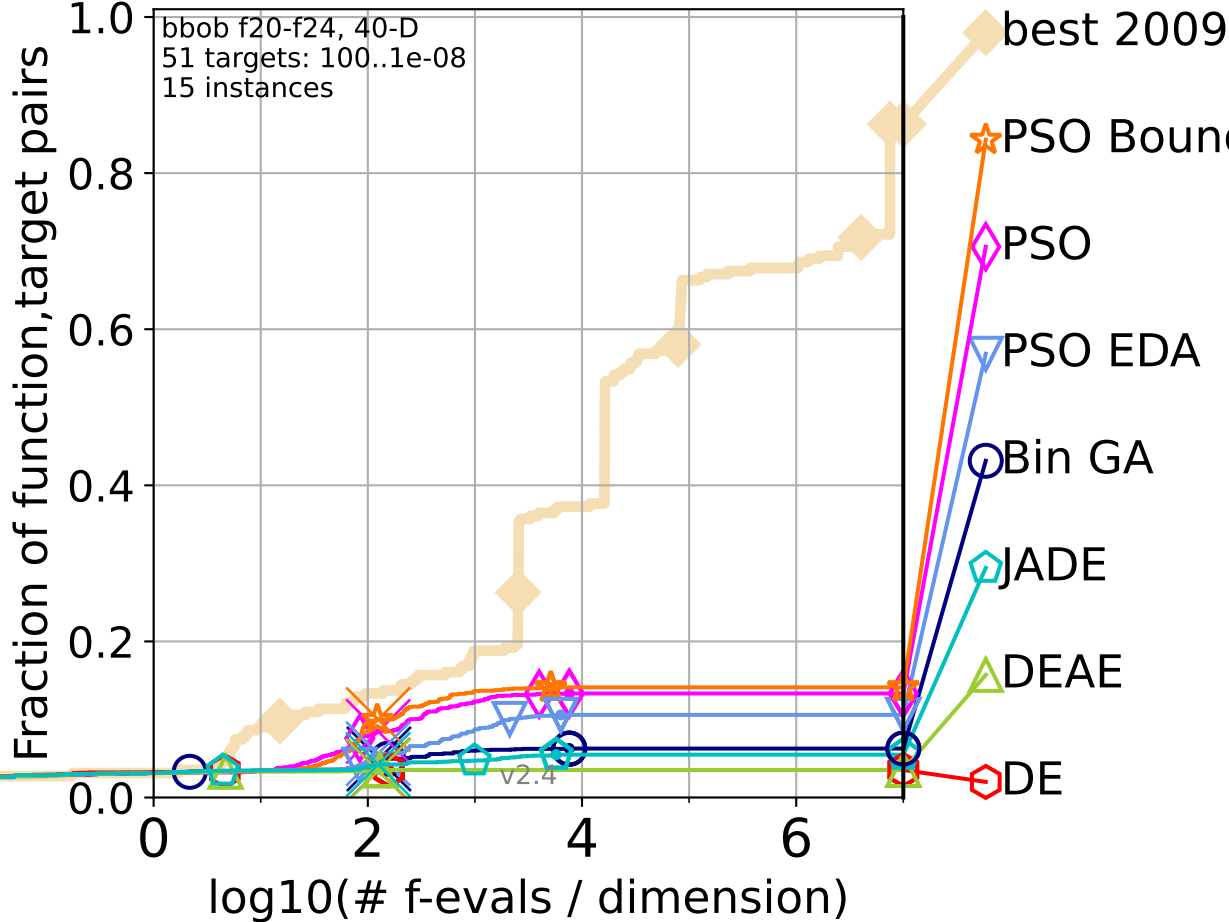 bbob f20-f24, 40-D
51 targets: 100..1e-08
15 instances
Fraction of function,target pairs
1.0
0.8
0.6
0.4
0.2
0.0
0
2
4
6
log10(# f-evals / dimension)
v2.4
best 2009
PSO Boun
PSO
PSO EDA
Bin GA
JADE
DEAE
DE